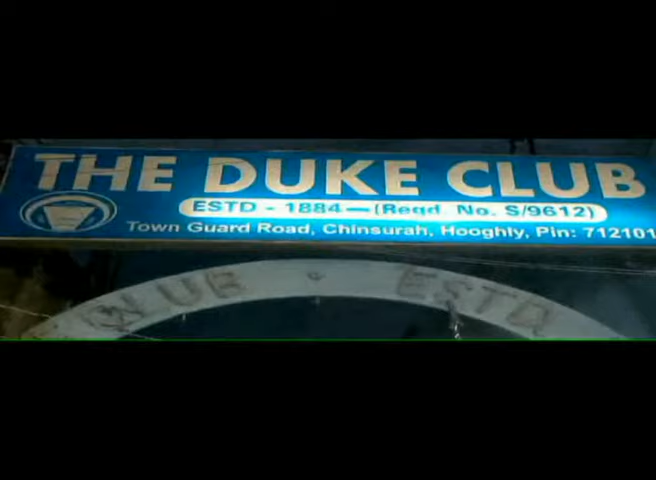 THE DUKE CLUB
ESTD - 1884 — (Regd. No. S/9612)
Town Guard Road, Chinsurah, Hooghly, Pin: 712101
CLUB ESTD